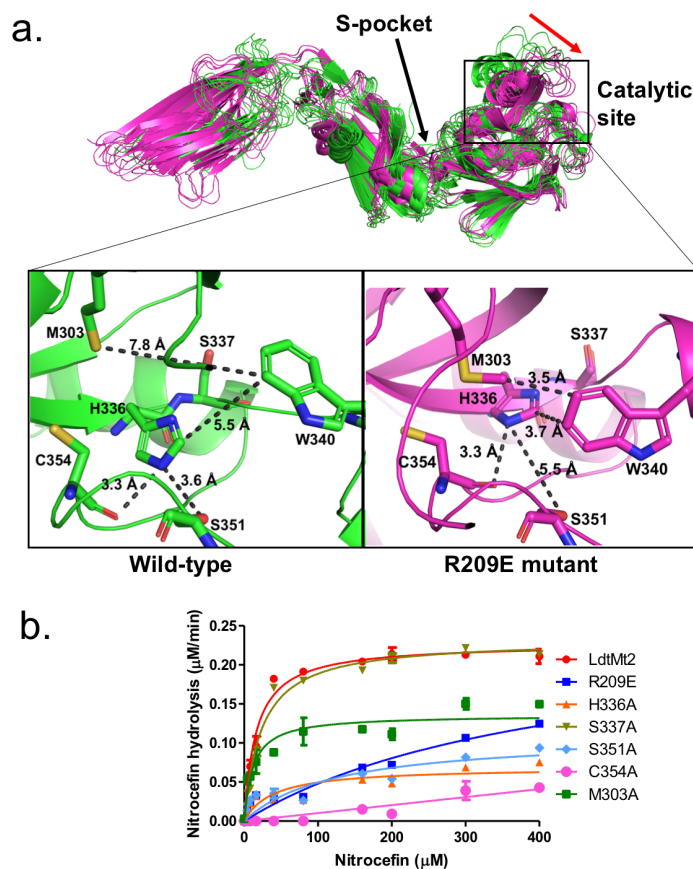 a.
S-pocket
Catalytic
site
M303
7.8 Å
S337
H336
5.5 Å
W340
C354
3.3 Å
3.6 Å
S351
Wild-type
S337
M303
3.5 Å
H336
3.7 Å
W340
C354
3.3 Å
5.5 Å
S351
R209E mutant
b.
Nitrocefin hydrolysis (µM/min)
0.25
0.20
0.15
0.10
0.05
0.00
0
100
200
300
400
Nitrocefin (µM)
LdtMt2
R209E
H336A
S337A
S351A
C354A
M303A